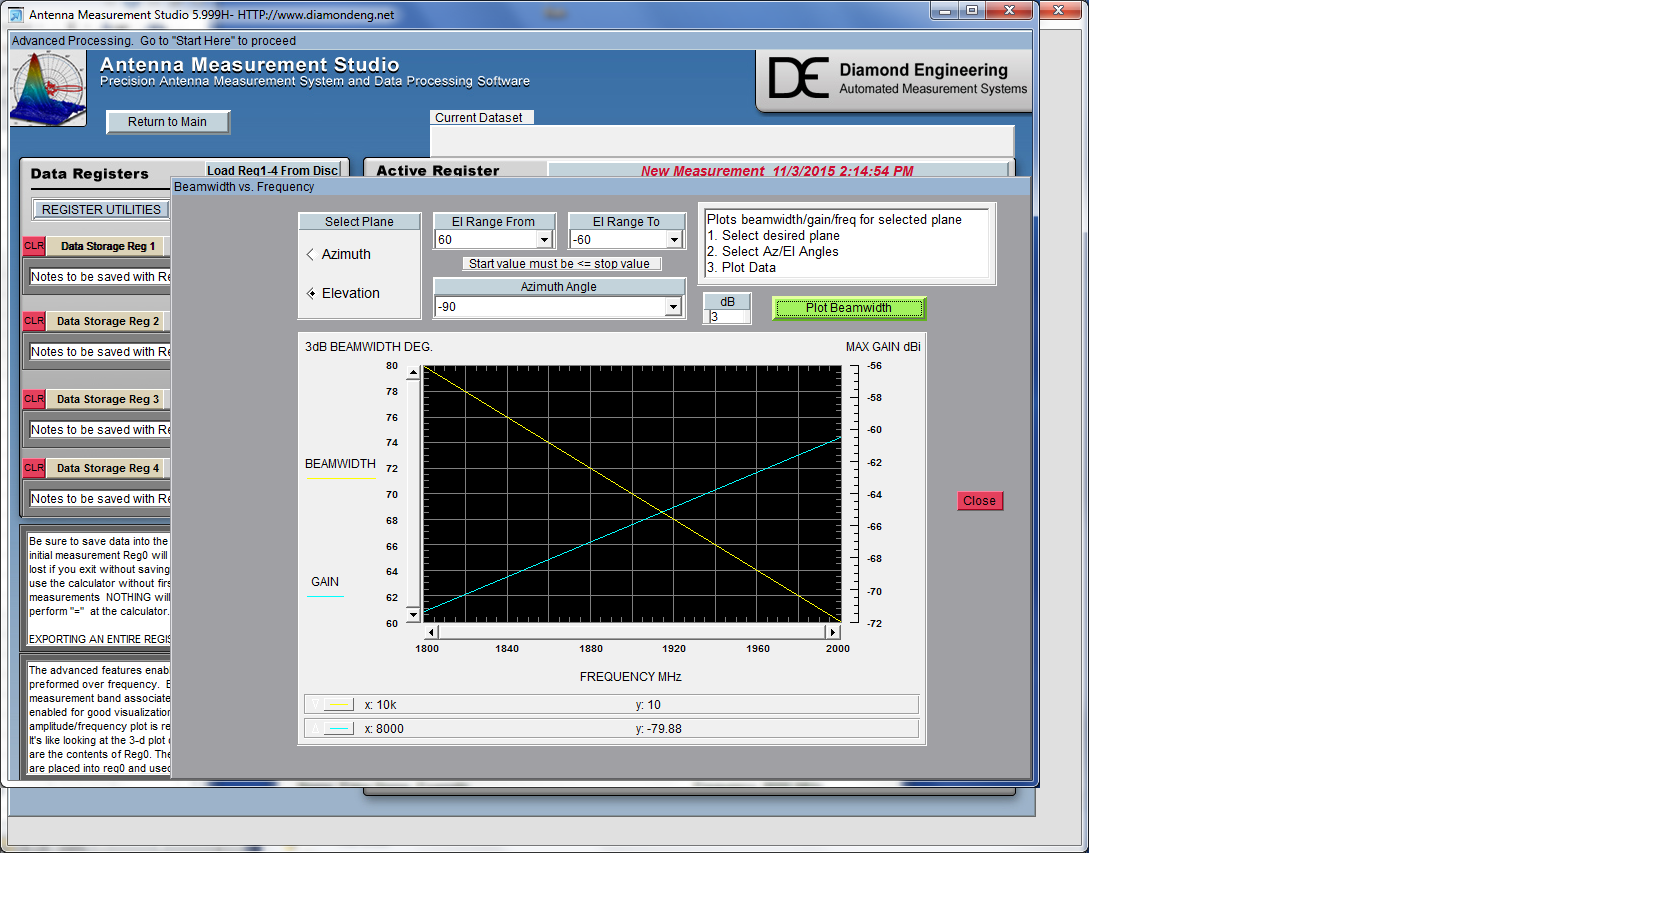 Antenna Measurement Studio 5.999H- HTTP://www.diamondeng.net
Advanced Processing.  Go to "Start Here" to proceed
Antenna Measurement Studio
Precision Antenna Measurement System and Data Processing Software
DE
Diamond Engineering
Automated Measurement Systems
Return to Main
Current Dataset
Data Registers
Load Reg1-4 From Disc
Active Register
New Measurement  11/3/2015 2:14:54 PM
REGISTER UTILITIES
CLR
Data Storage Reg 1
Notes to be saved with Re
CLR
Data Storage Reg 2
Notes to be saved with Re
CLR
Data Storage Reg 3
Notes to be saved with Re
CLR
Data Storage Reg 4
Notes to be saved with Re
Be sure to save data into the
initial measurement Reg0 will
lost if you exit without saving
use the calculator without firs
measurements  NOTHING will
perform "="  at the calculator.
EXPORTING AN ENTIRE REGIS
The advanced features enab
preformed over frequency.  E
measurement band associate
enabled for good visualization
amplitude/frequency plot is re
It's like looking at the 3-d plot
are the contents of Reg0. The
are placed into reg0 and used
Beamwidth vs. Frequency
Select Plane
Azimuth
Elevation
El Range From
60
El Range To
-60
Start value must be <= stop value
Azimuth Angle
-90
Plots beamwidth/gain/freq for selected plane
1. Select desired plane
2. Select Az/El Angles
3. Plot Data
dB
3
Plot Beamwidth
3dB BEAMWIDTH DEG.
MAX GAIN dBi
80
78
76
74
72
70
68
66
64
62
60
BEAMWIDTH
GAIN
-56
-58
-60
-62
-64
-66
-68
-70
-72
1800
1840
1880
1920
1960
2000
FREQUENCY MHz
x: 10k
y: 10
x: 8000
y: -79.88
Close